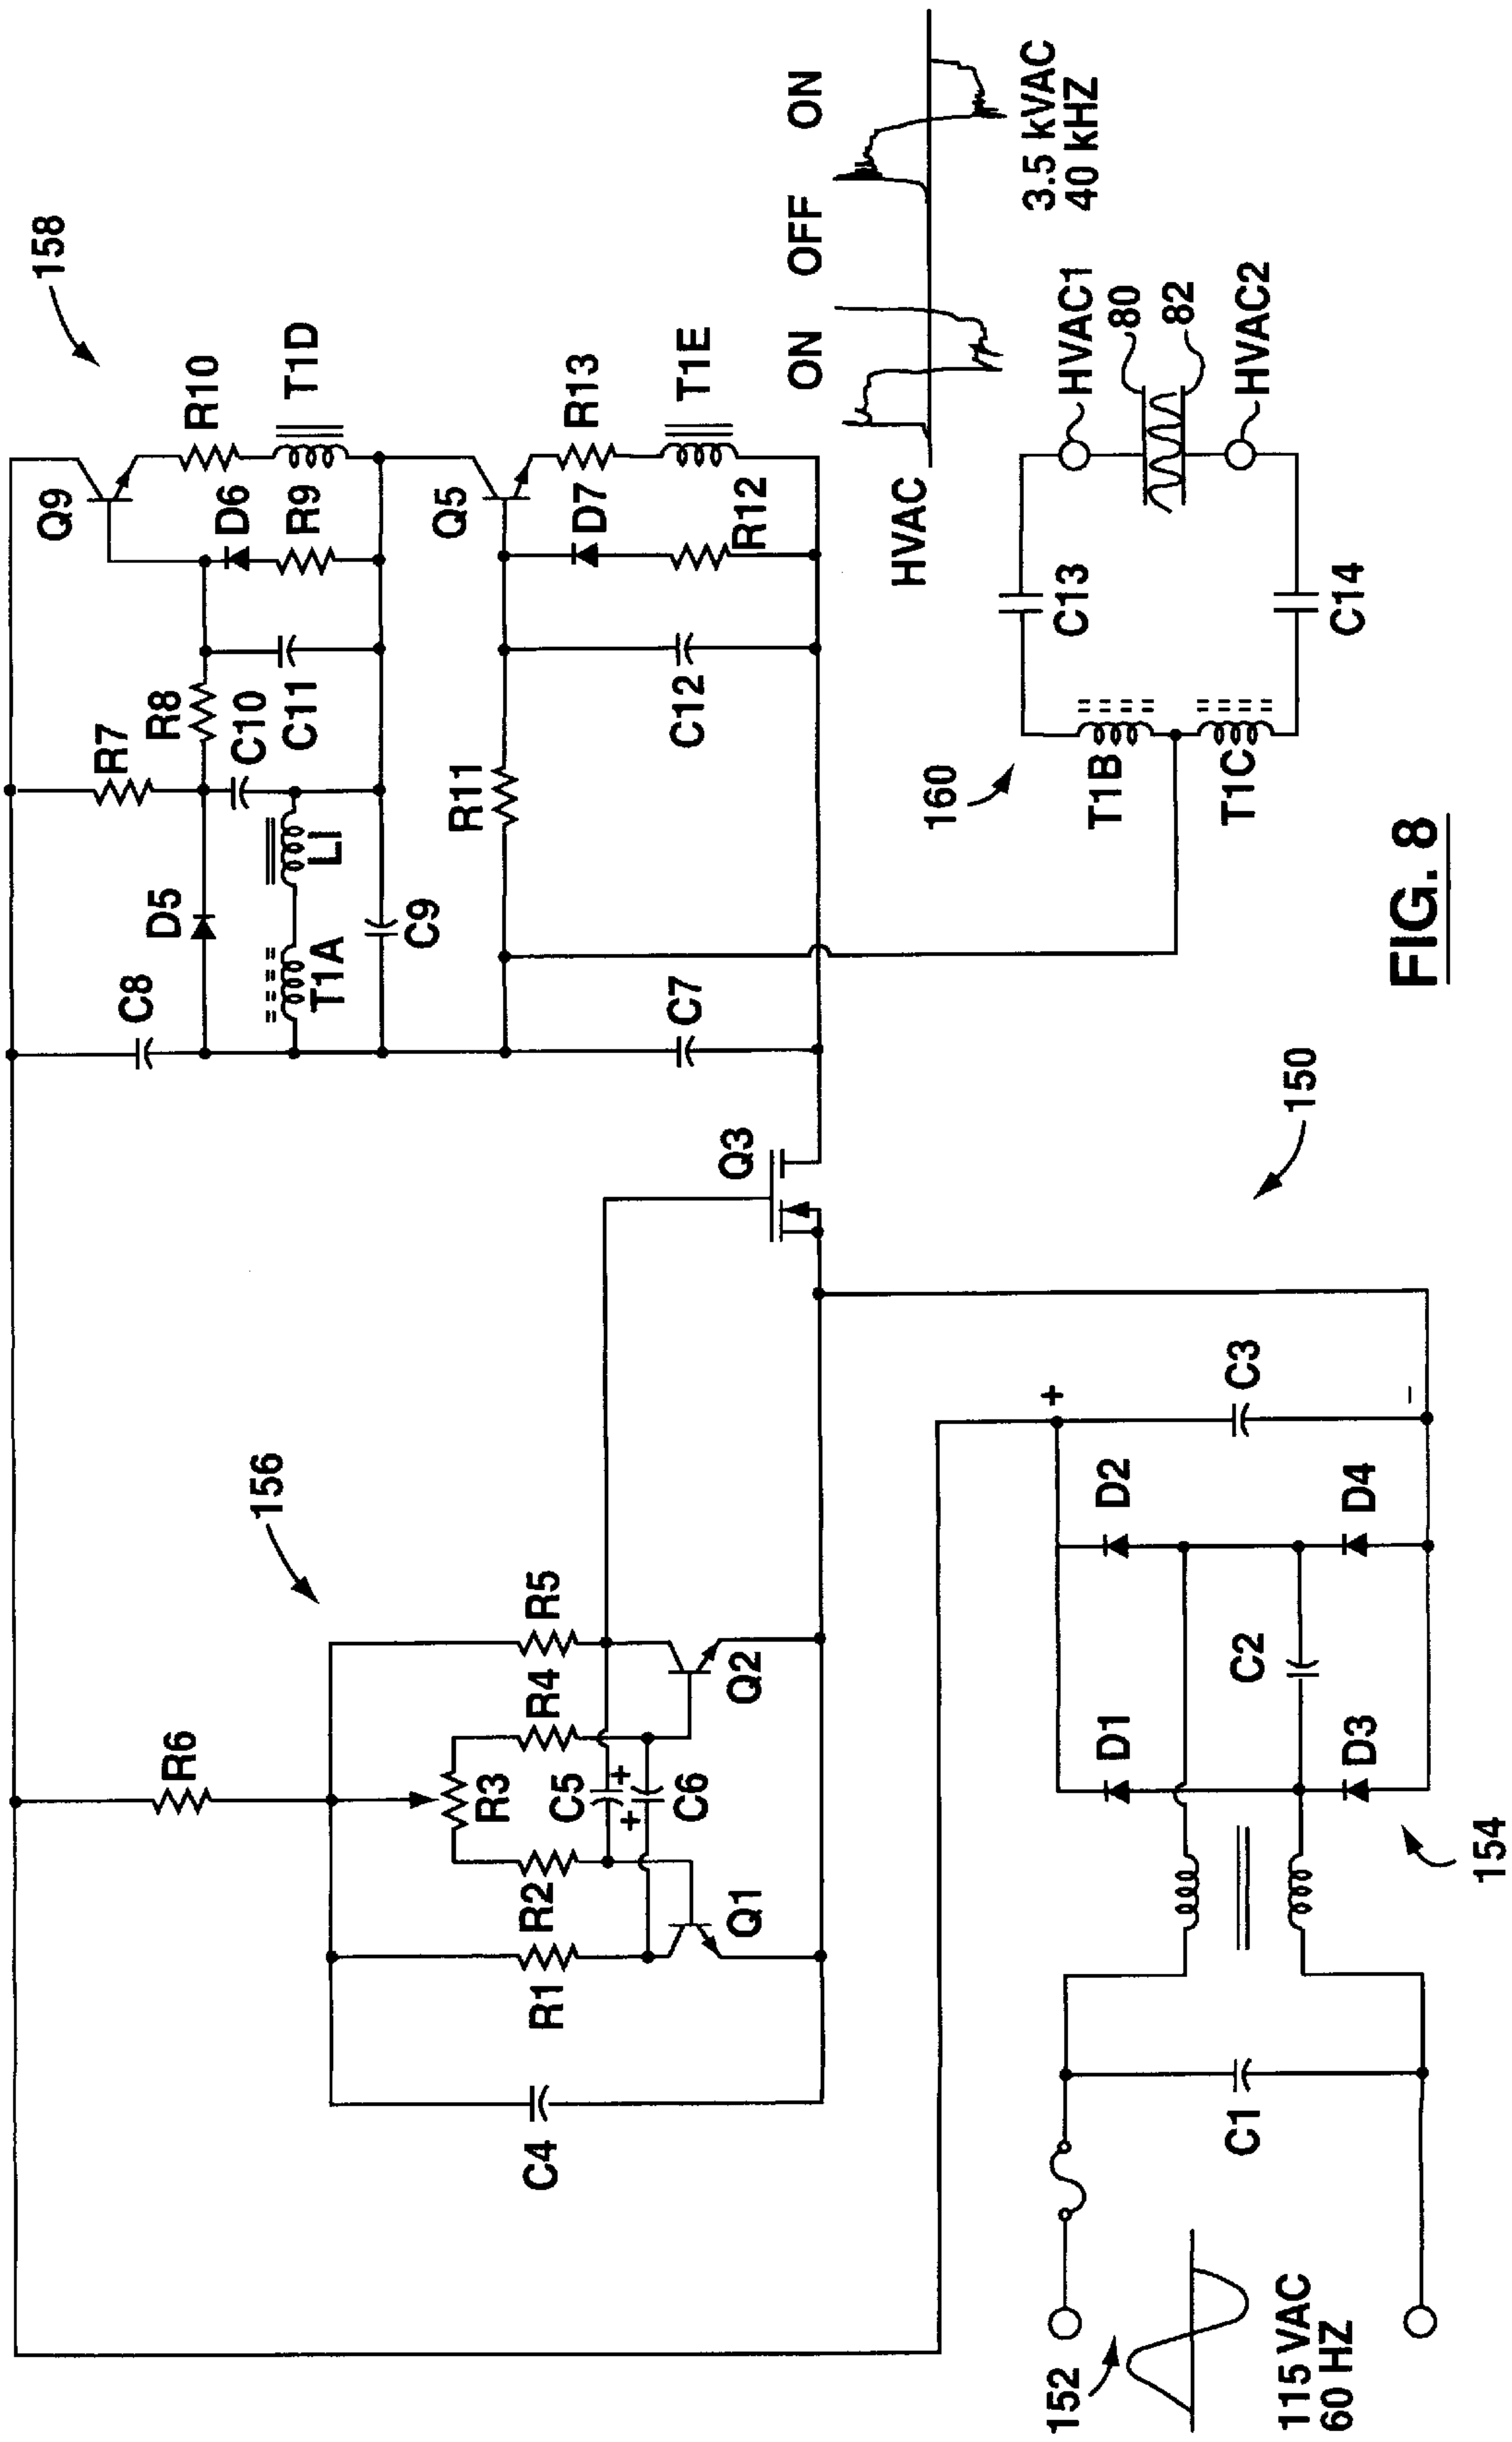 158
Q9
R10
T1D
D6
R9
R7
R8
C10
C11
D5
L1
T1A
C8
C9
Q5
R13
T1E
D7
R12
R11
C12
C7
HVAC
ON
OFF
ON
3.5 kVAC
40 kHZ
160
C13
T1B
T1C
C14
HVAC1
80
82
HVAC2
156
R6
R5
R4
R3
C5
+
+
C6
R2
R1
Q1
Q2
C4
Q3
150
152
115 VAC
60 HZ
C1
154
D1
D2
C2
D3
D4
+
C3
–
FIG. 8